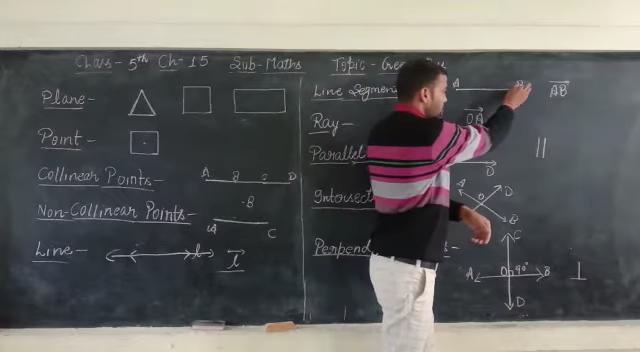 Class- 5th Ch-15 Sub-Maths Topic- Geo
Plane-
Point-
Collinear Points-
A B C D
Non-Collinear Points-
B
A C
Line- l l
Line Segmen
A B AB
Ray-
OA
Parallel
D
||
Intersect
A O D
B
Perpend s-
C
A O 90° B
D
⊥